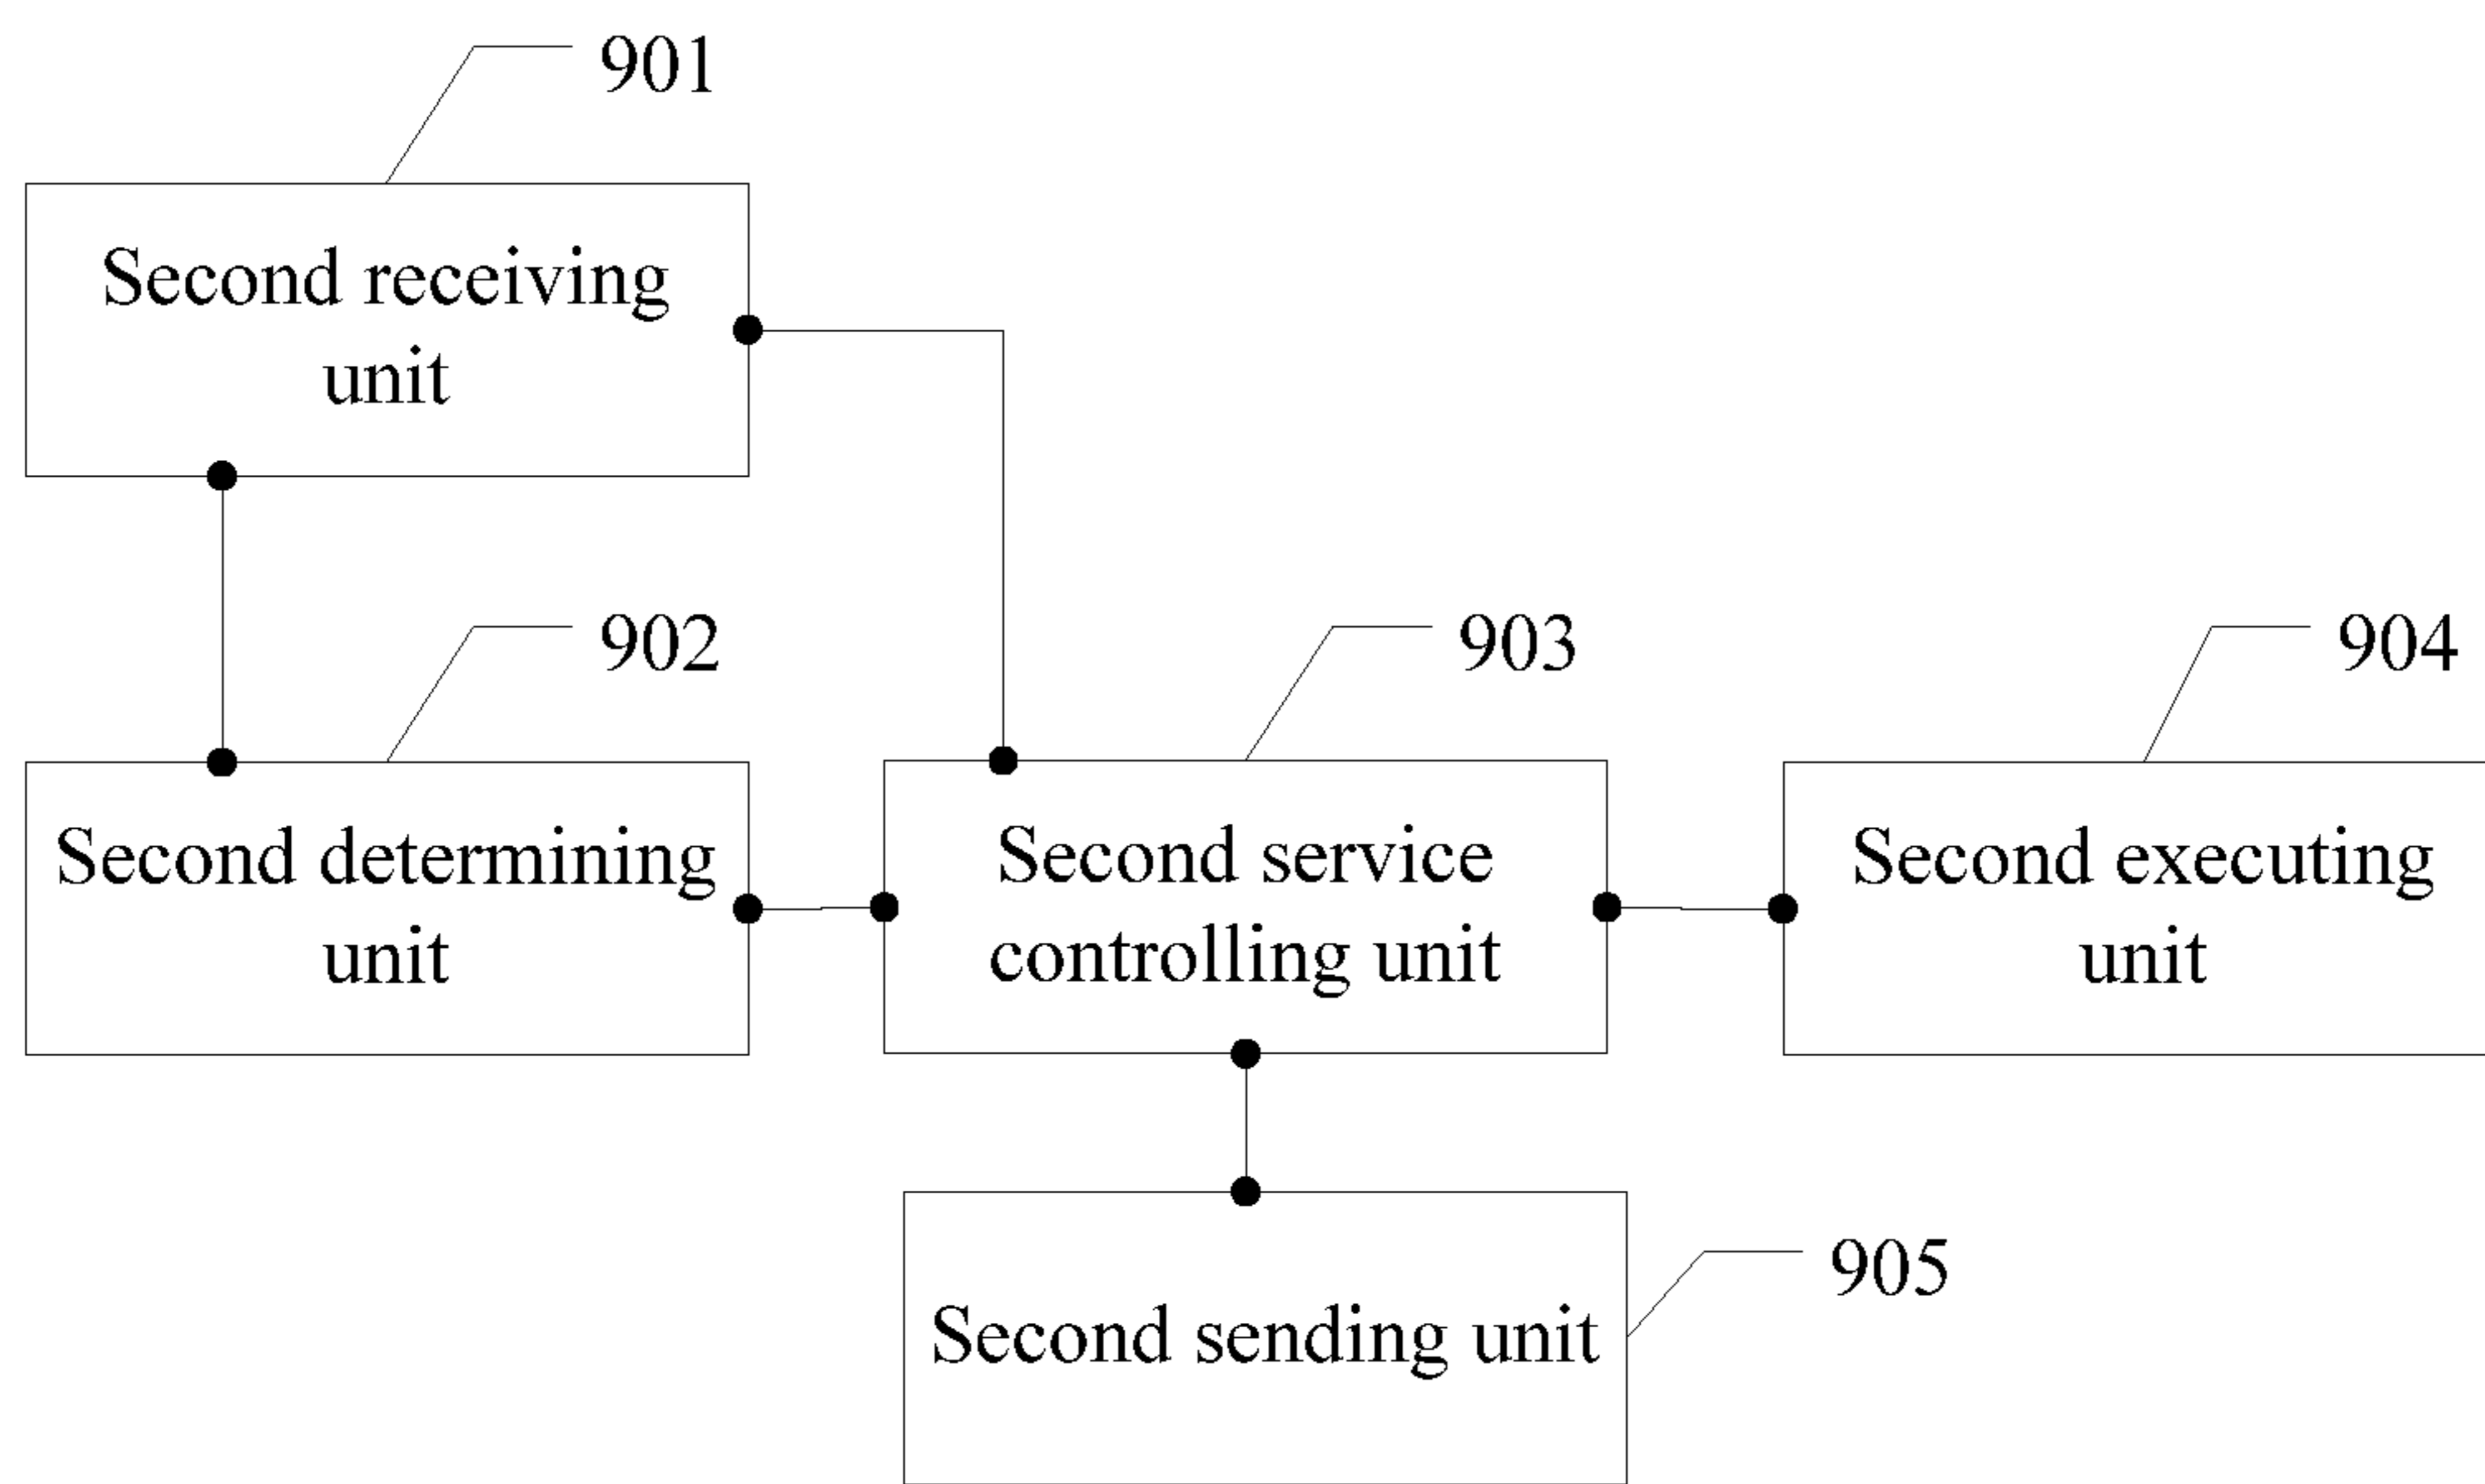 901
Second receiving
unit
902
903
904
Second determining
unit
Second service
controlling unit
Second executing
unit
905
Second sending unit